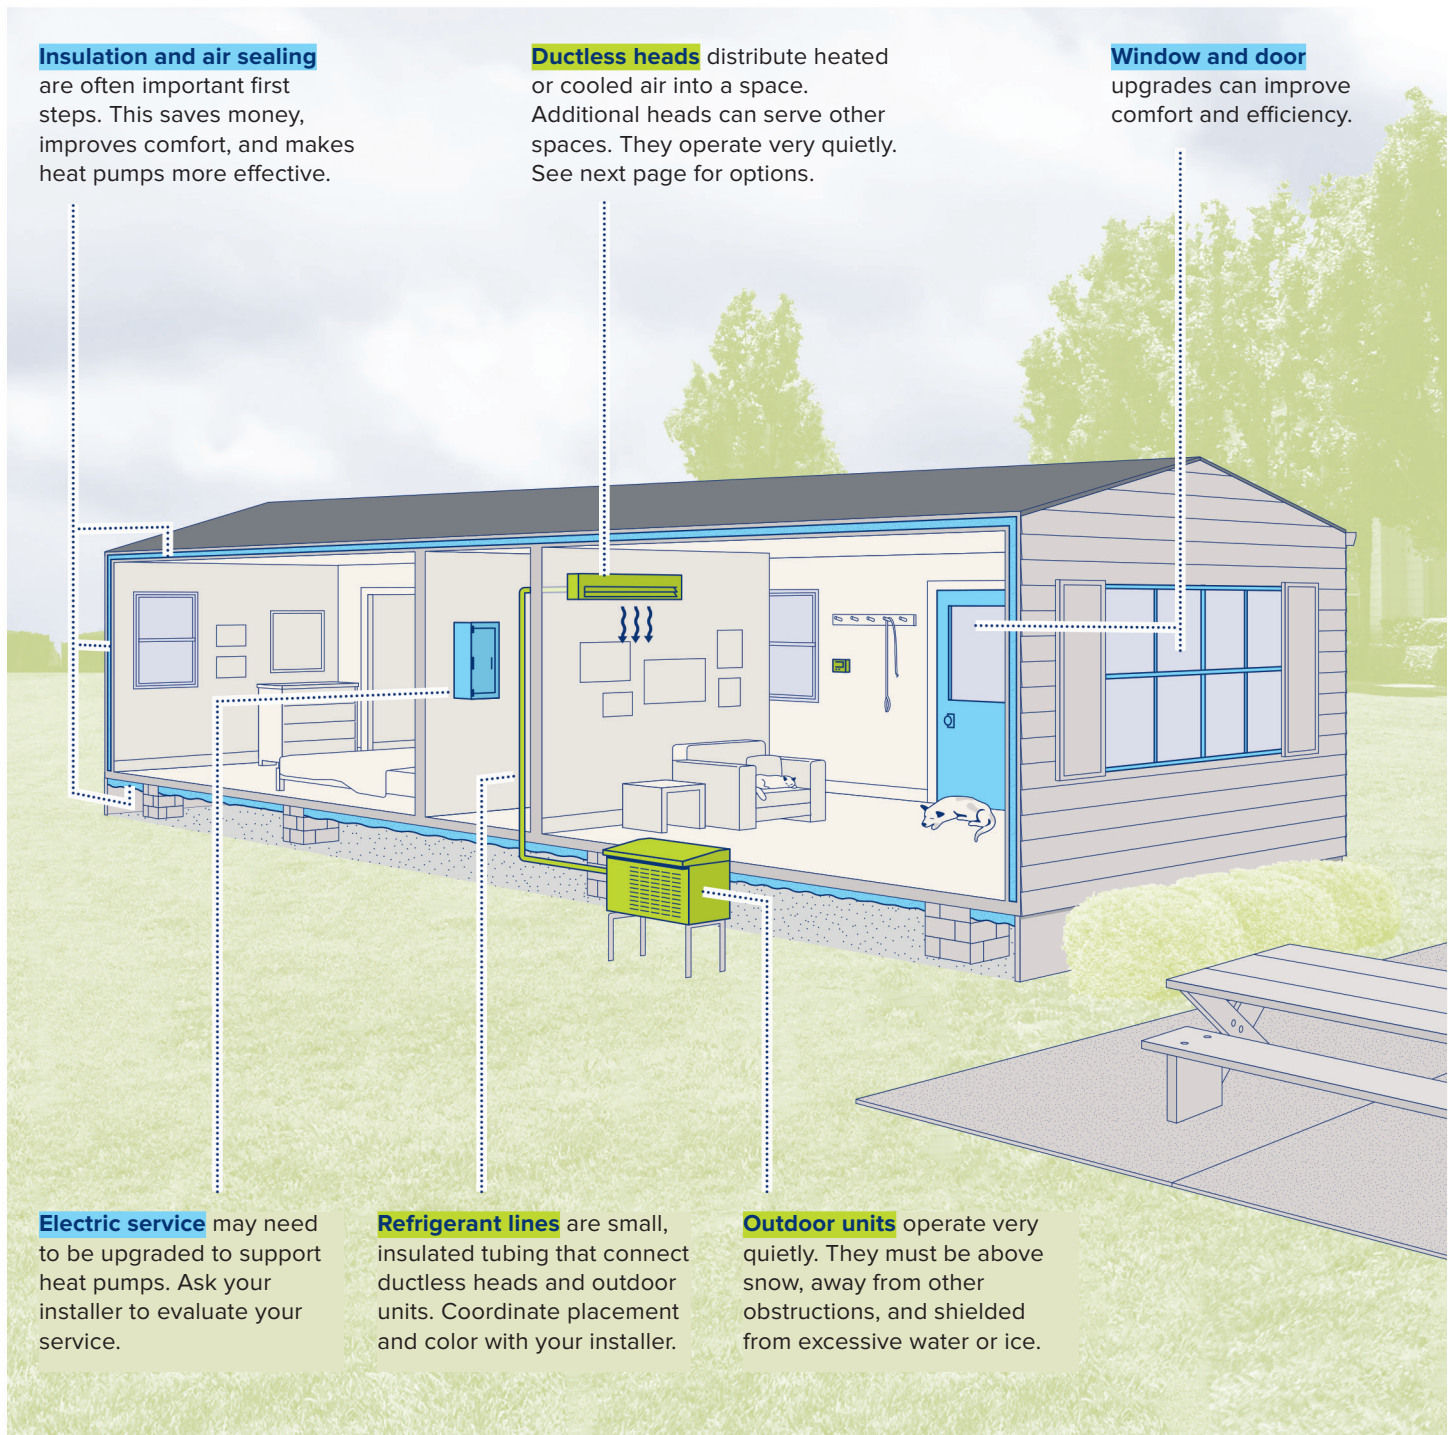 Insulation and air sealing
are often important first
steps. This saves money,
improves comfort, and makes
heat pumps more effective.
Ductless heads distribute heated
or cooled air into a space.
Additional heads can serve other
spaces. They operate very quietly.
See next page for options.
Window and door
upgrades can improve
comfort and efficiency.
Electric service may need
to be upgraded to support
heat pumps. Ask your
installer to evaluate your
service.
Refrigerant lines are small,
insulated tubing that connect
ductless heads and outdoor
units. Coordinate placement
and color with your installer.
Outdoor units operate very
quietly. They must be above
snow, away from other
obstructions, and shielded
from excessive water or ice.